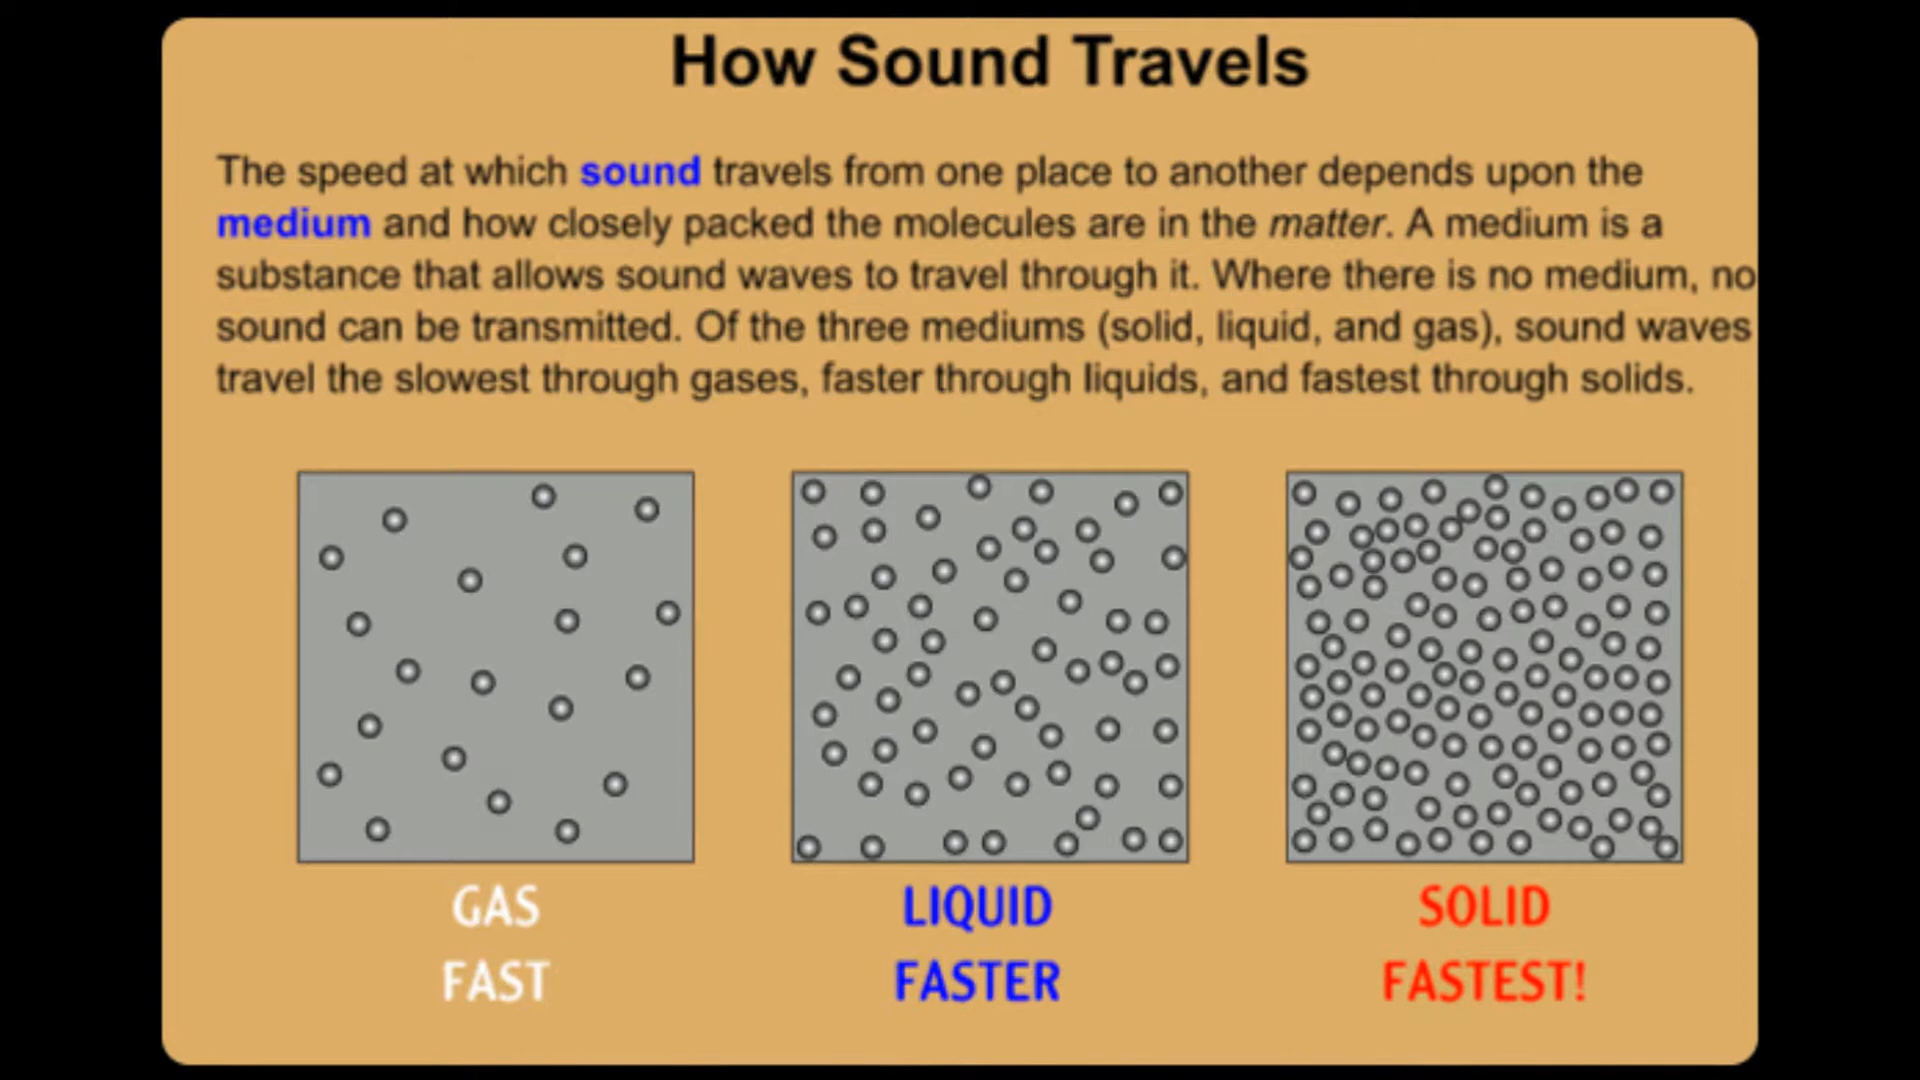 How Sound Travels
The speed at which sound travels from one place to another depends upon the
medium and how closely packed the molecules are in the matter. A medium is a
substance that allows sound waves to travel through it. Where there is no medium, no
sound can be transmitted. Of the three mediums (solid, liquid, and gas), sound waves
travel the slowest through gases, faster through liquids, and fastest through solids.
GAS
FAST
LIQUID
FASTER
SOLID
FASTEST!